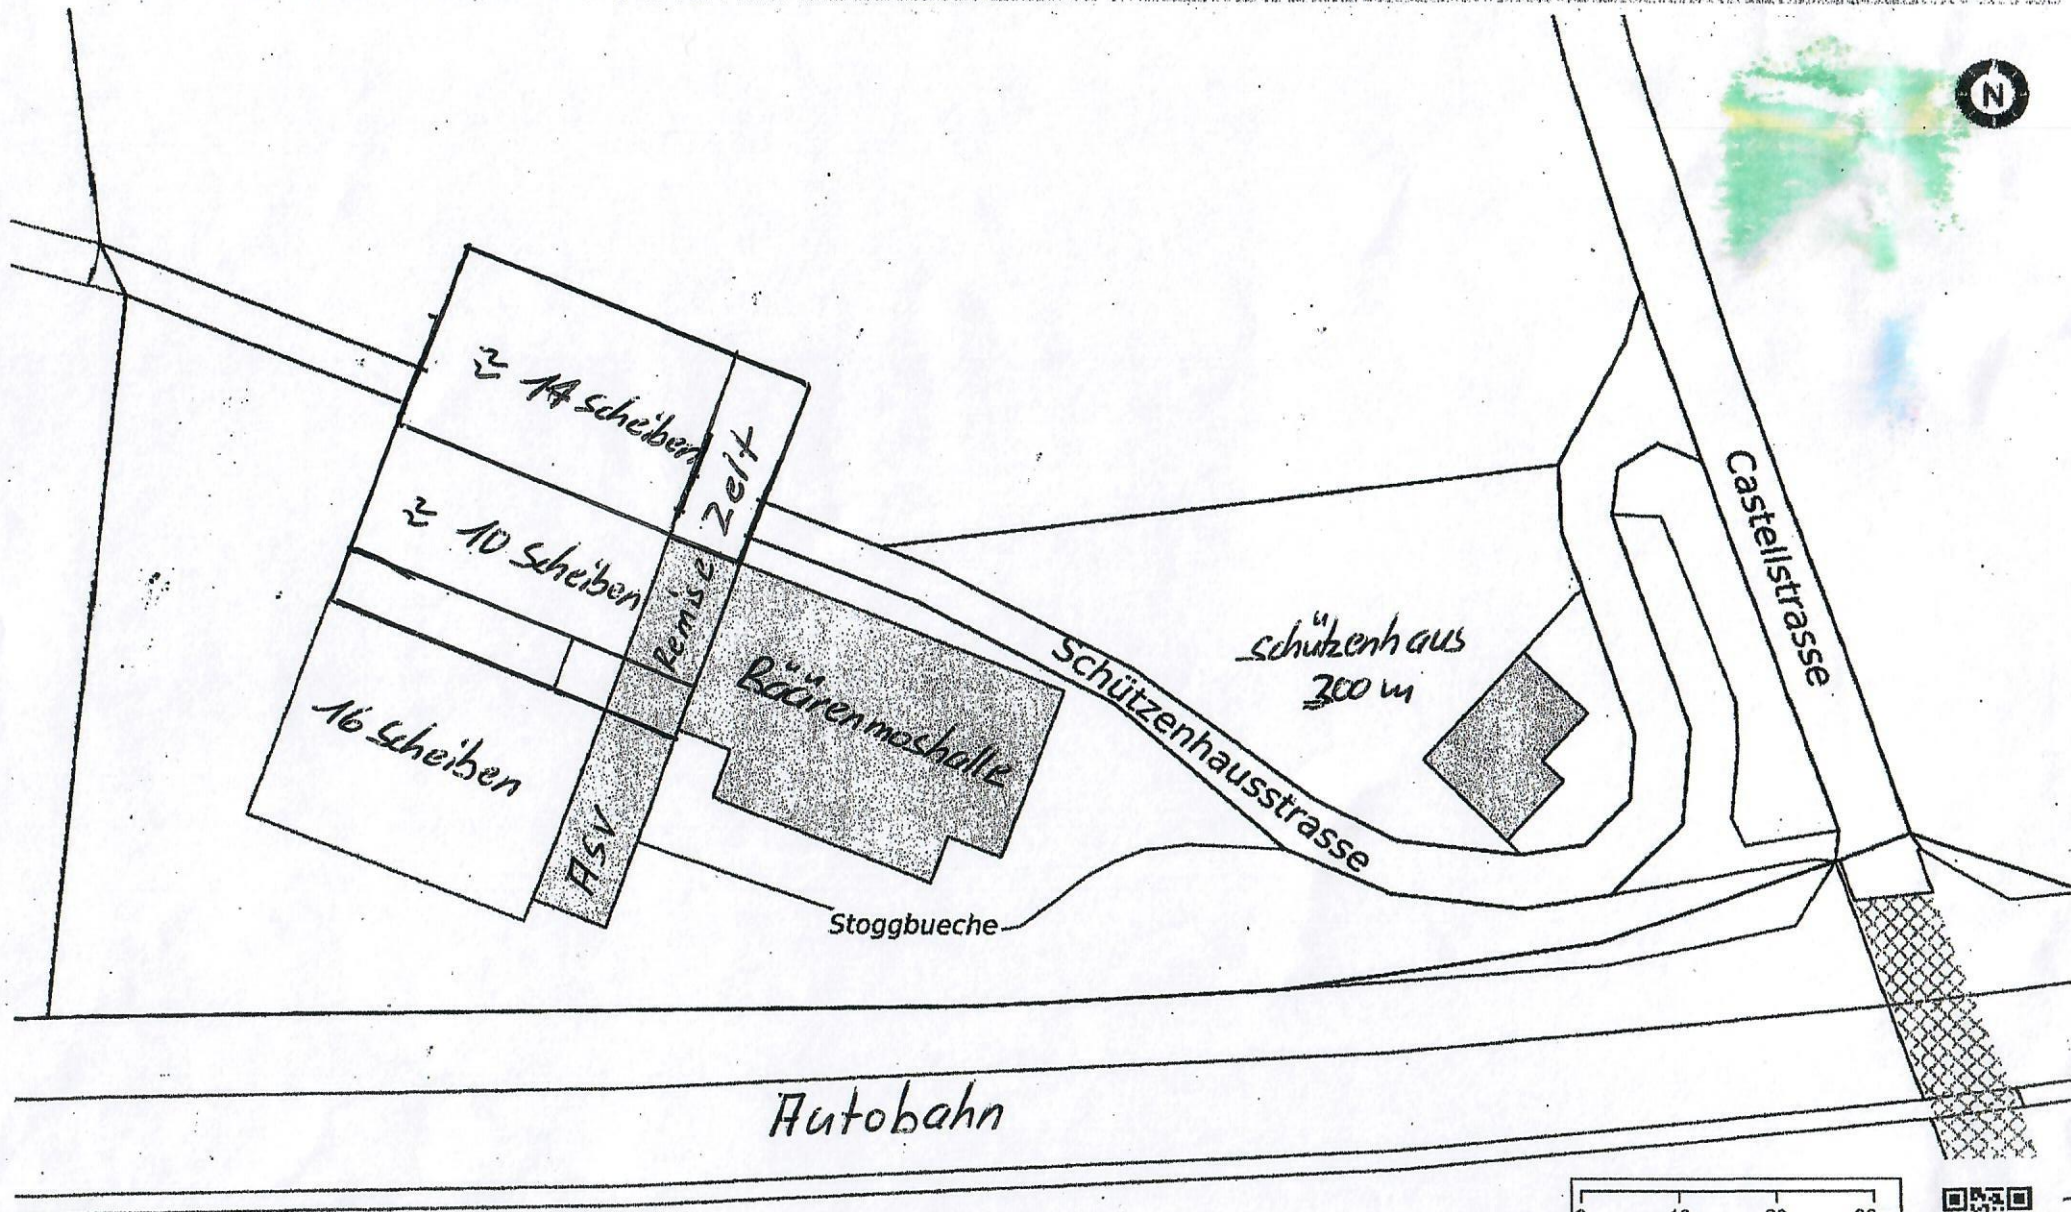 N
14 Scheiben
Zelt
10 Scheiben
Remise
16 Scheiben
ASV
Bäärenmoshalle
Schützenhausstrasse
schützenhaus
300 m
Castellstrasse
Stoggbueche
Autobahn